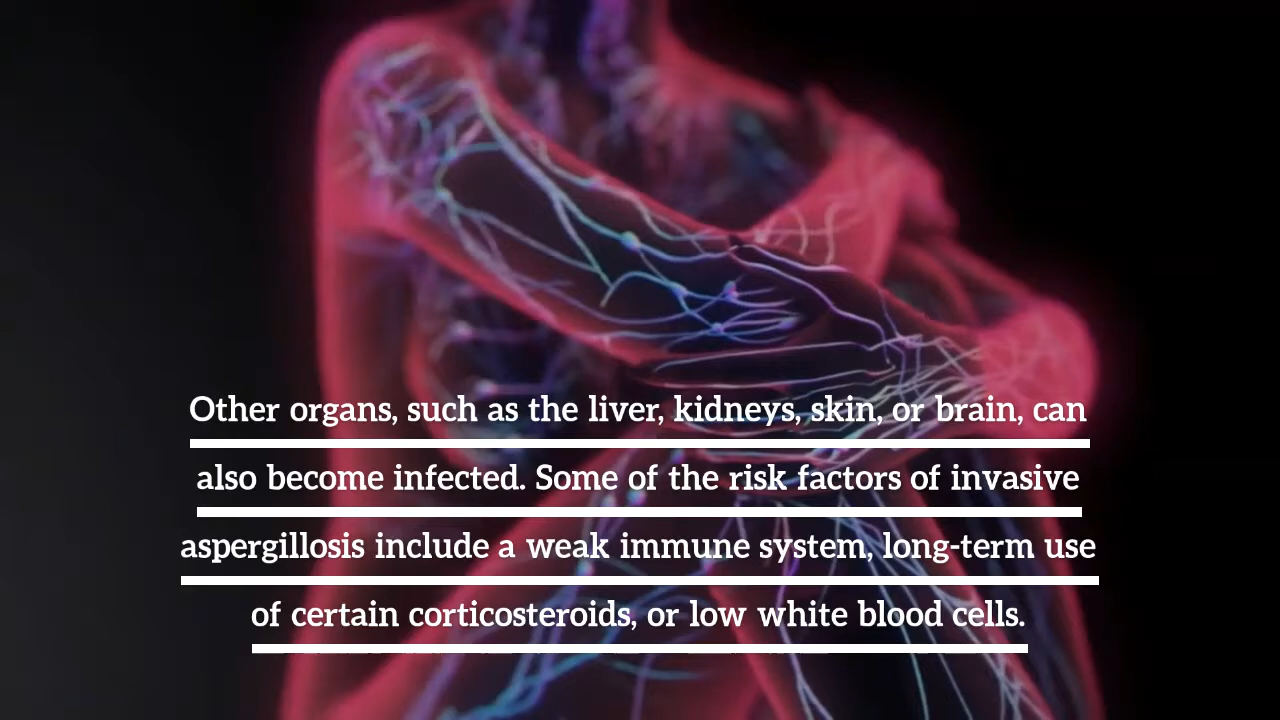 Other organs, such as the liver, kidneys, skin, or brain, can
also become infected. Some of the risk factors of invasive
aspergillosis include a weak immune system, long-term use
of certain corticosteroids, or low white blood cells.